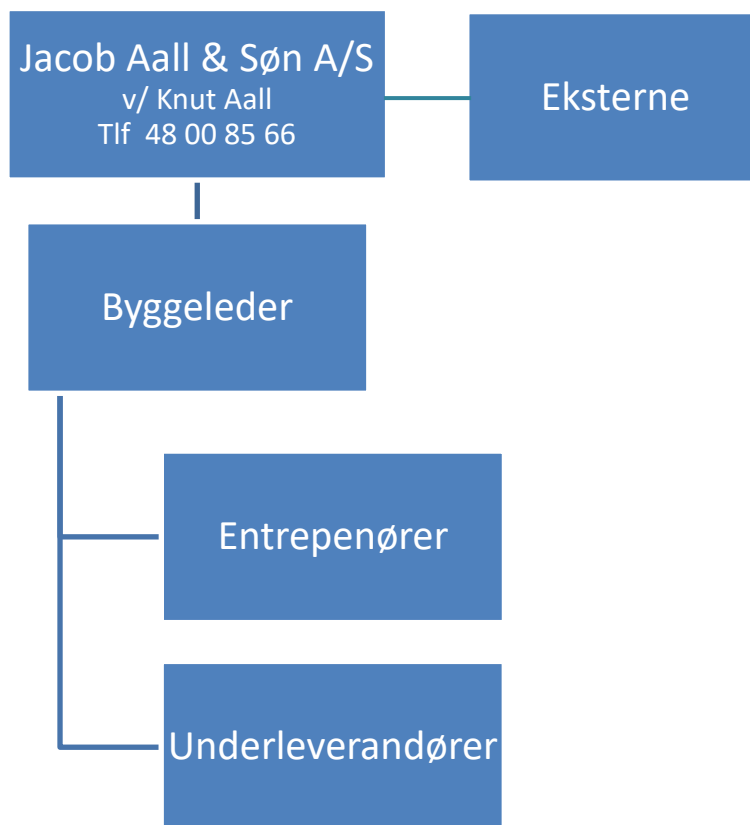 Jacob Aall & Søn A/S
v/ Knut Aall
Tlf 48 00 85 66
Eksterne
Byggeleder
Entrepenører
Underleverandører